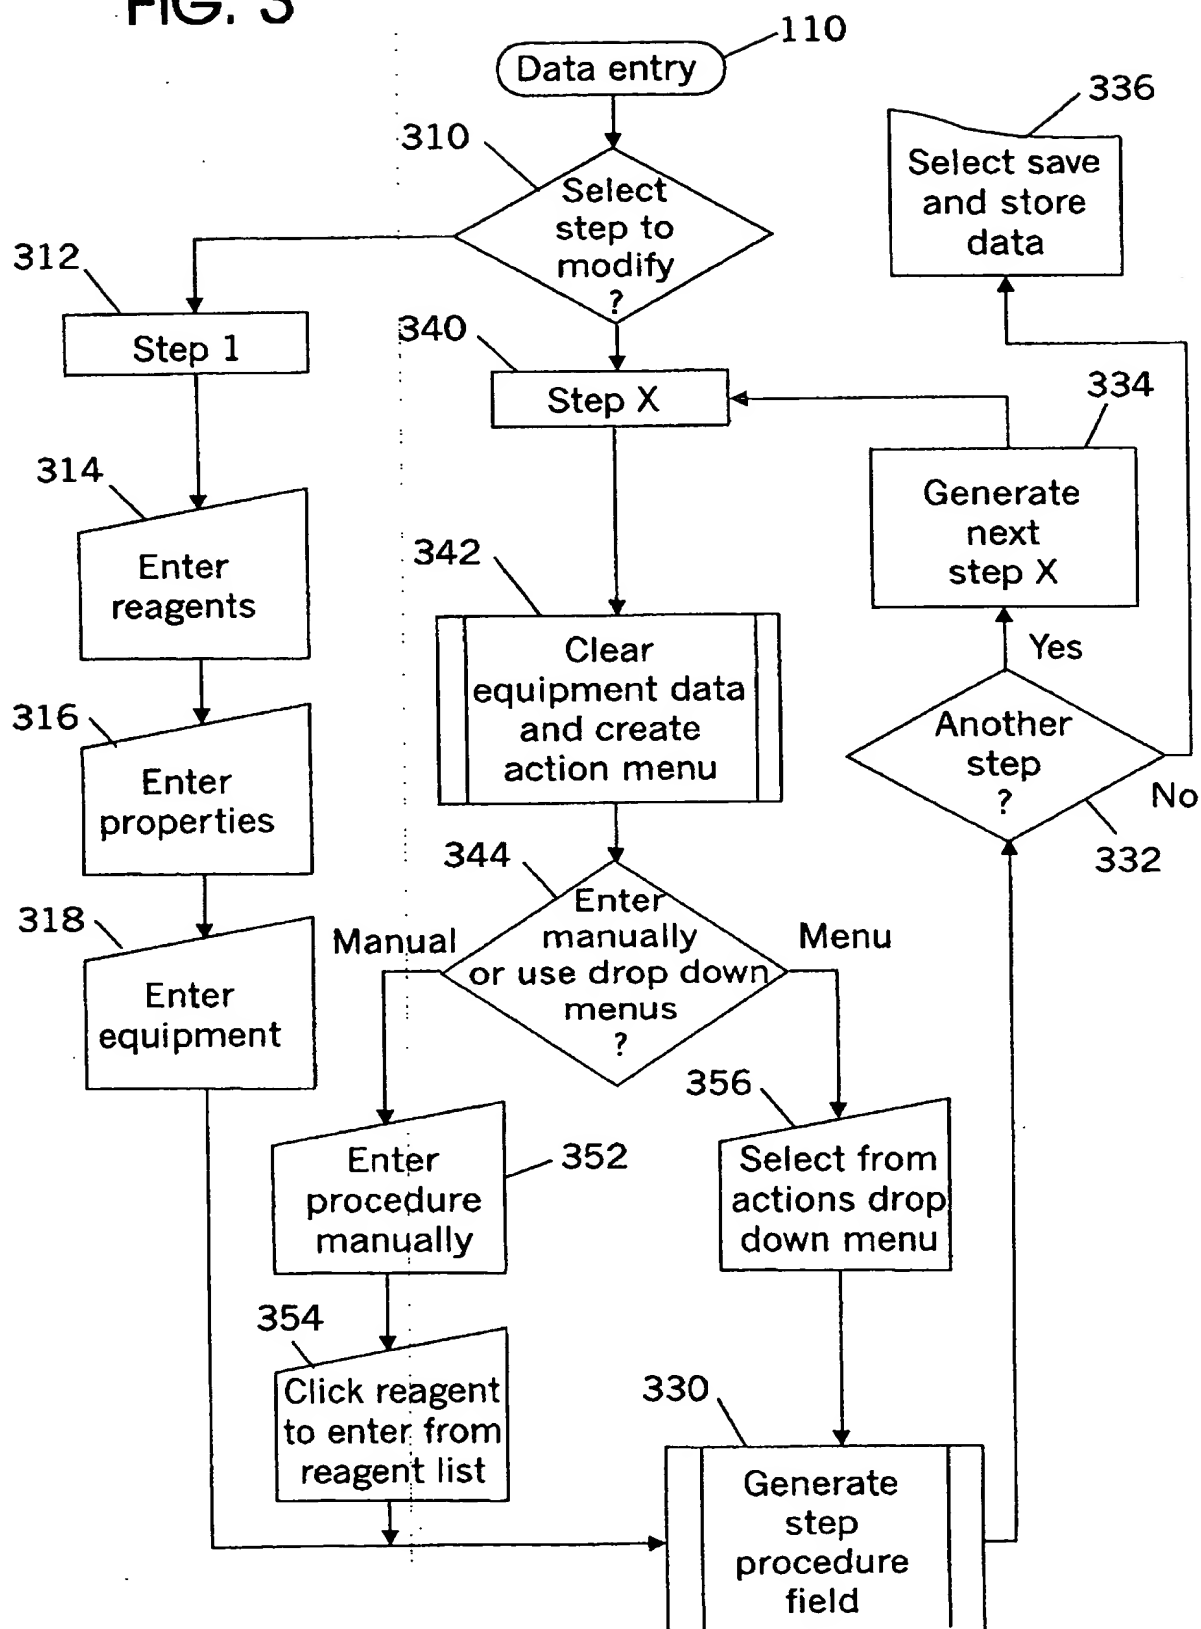 FIG. 3
110
Data entry
310
Select
step to
modify
?
336
Select save
and store
data
312
Step 1
340
Step X
334
Generate
next
step X
314
Enter
reagents
342
Clear
equipment data
and create
action menu
Yes
Another
step
?
No
332
316
Enter
properties
344
Enter
manually
or use drop down
menus
?
Manual
Menu
318
Enter
equipment
352
Enter
procedure
manually
356
Select from
actions drop
down menu
354
Click reagent
to enter from
reagent list
330
Generate
step
procedure
field